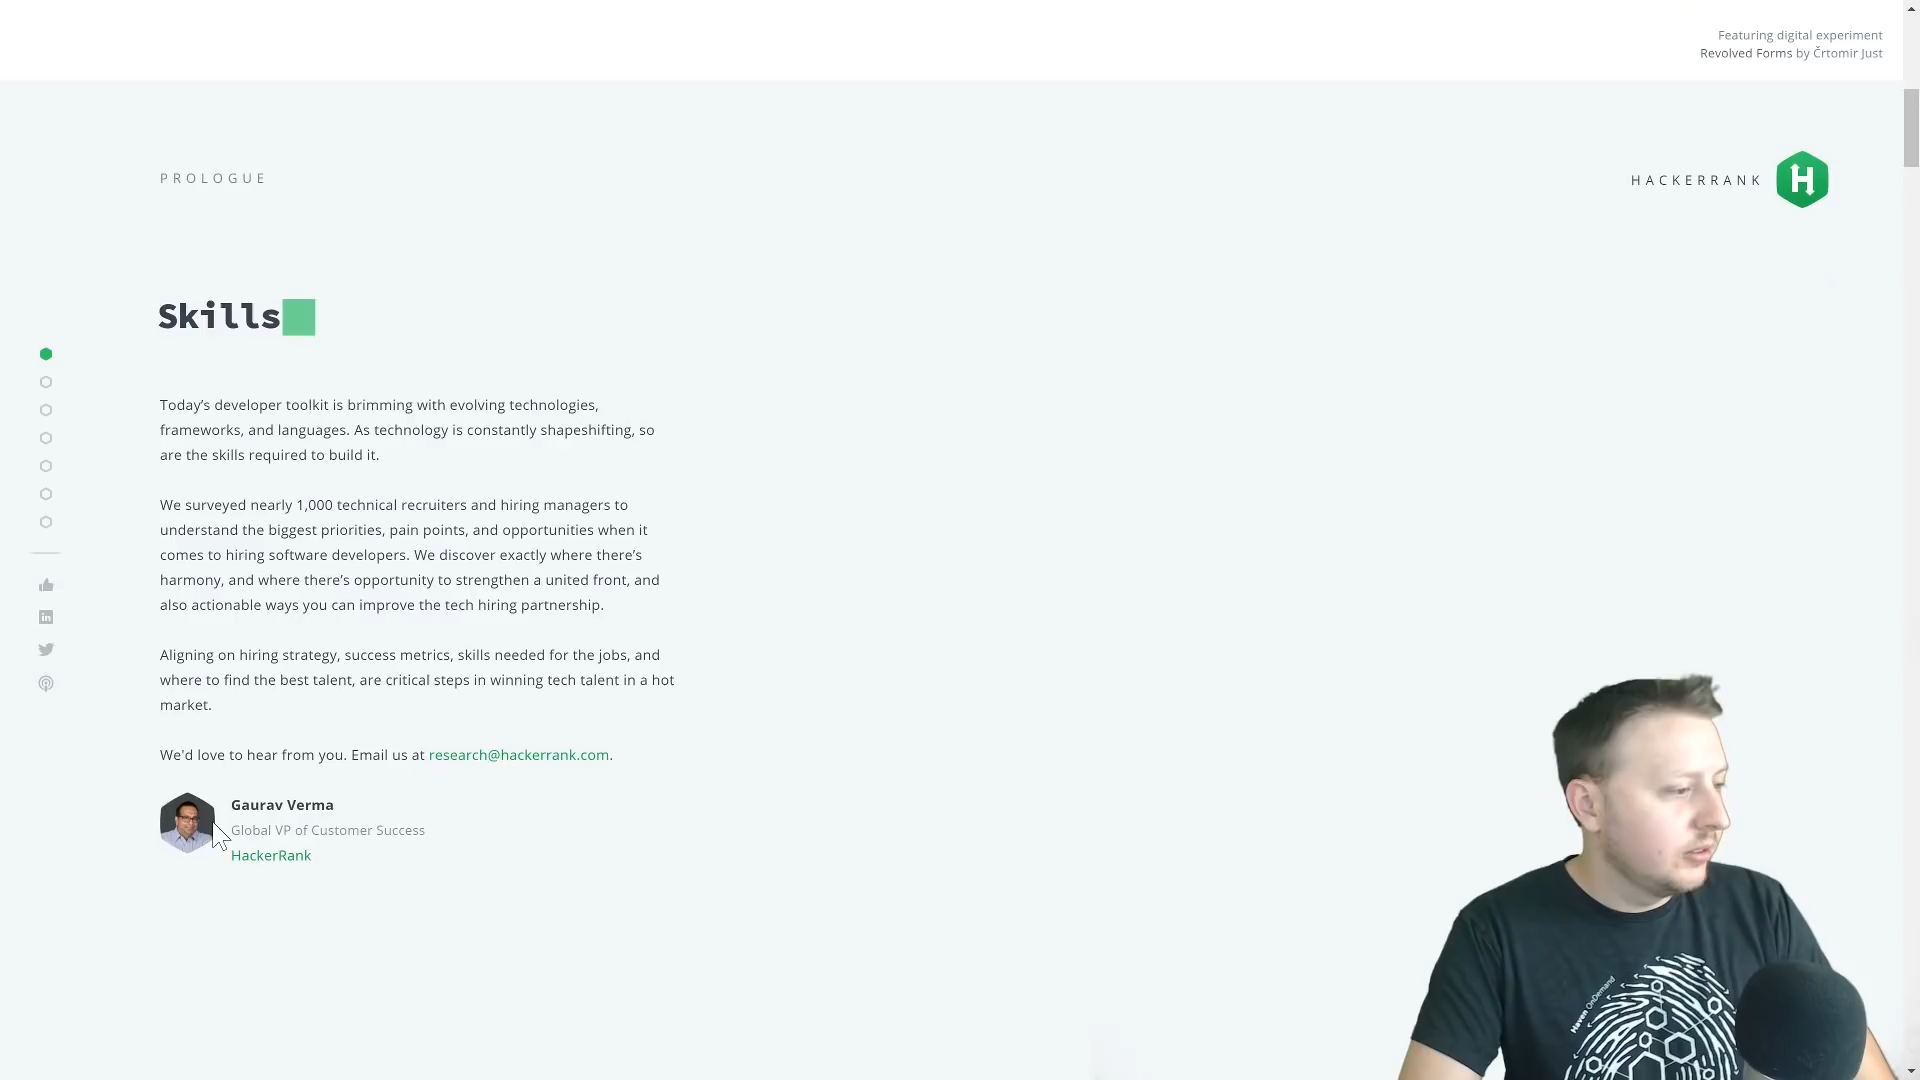 Featuring digital experiment
Revolved Forms by Črtomir Just
PROLOGUE
HACKERRANK
H
Skills
Today’s developer toolkit is brimming with evolving technologies,
frameworks, and languages. As technology is constantly shapeshifting, so
are the skills required to build it.
We surveyed nearly 1,000 technical recruiters and hiring managers to
understand the biggest priorities, pain points, and opportunities when it
comes to hiring software developers. We discover exactly where there’s
harmony, and where there’s opportunity to strengthen a united front, and
also actionable ways you can improve the tech hiring partnership.
Aligning on hiring strategy, success metrics, skills needed for the jobs, and
where to find the best talent, are critical steps in winning tech talent in a hot
market.
We'd love to hear from you. Email us at research@hackerrank.com.
Gaurav Verma
Global VP of Customer Success
HackerRank
in
Haven OnDemand